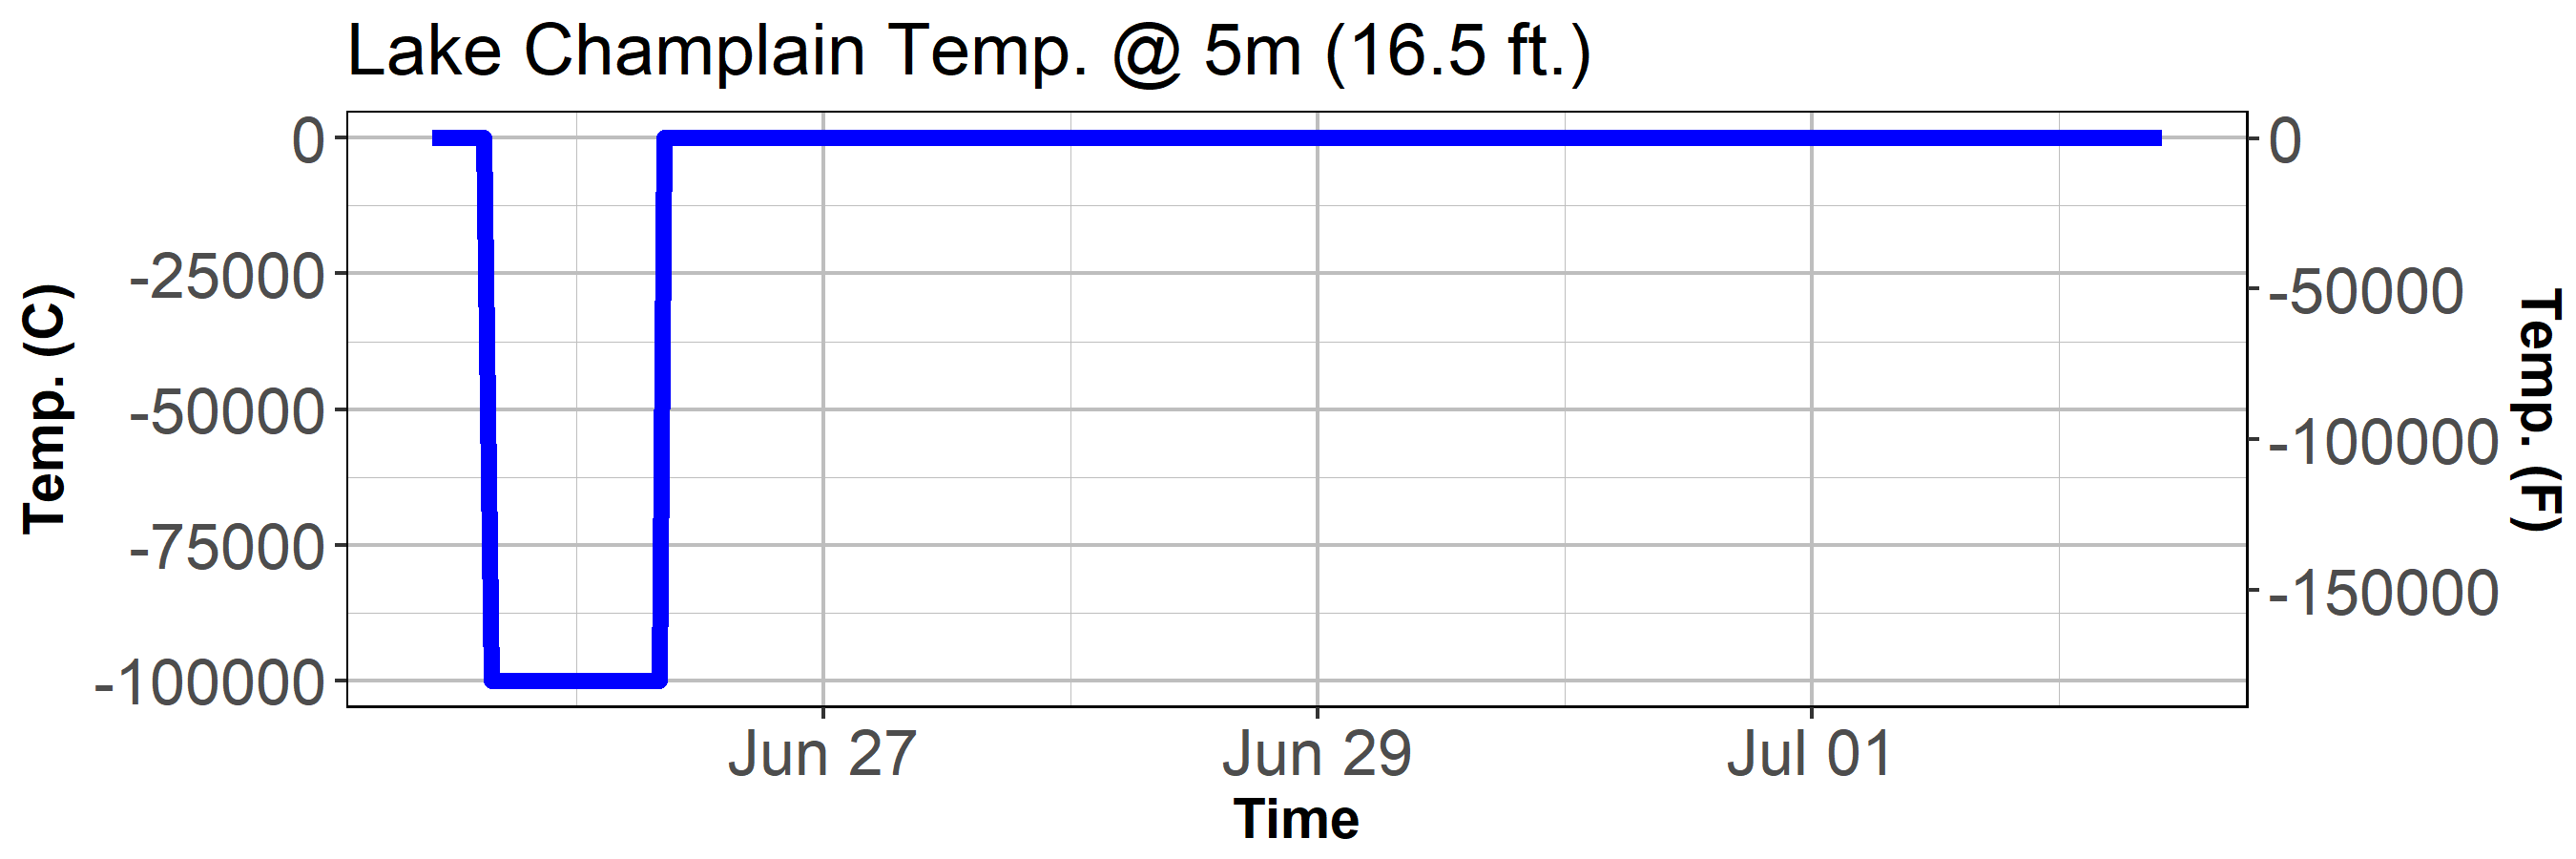 Lake Champlain Temp. @ 5m (16.5 ft.)
Temp. (C)
0
-25000
-50000
-75000
-100000
0
-50000
-100000
-150000
Temp. (F)
Jun 27
Jun 29
Jul 01
Time